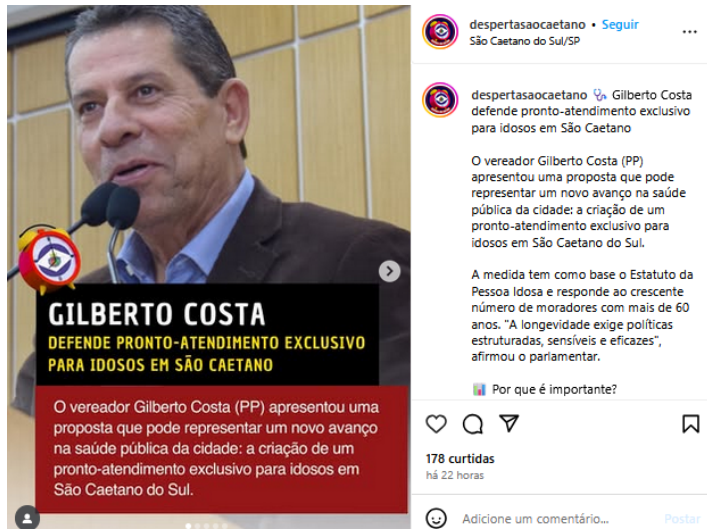 GILBERTO COSTA
DEFENDE PRONTO-ATENDIMENTO EXCLUSIVO
PARA IDOSOS EM SÃO CAETANO
O vereador Gilberto Costa (PP) apresentou uma
proposta que pode representar um novo avanço
na saúde pública da cidade: a criação de um
pronto-atendimento exclusivo para idosos em
São Caetano do Sul.
despertasaocaetano • Seguir
São Caetano do Sul/SP
despertasaocaetano 🩺 Gilberto Costa
defende pronto-atendimento exclusivo
para idosos em São Caetano
O vereador Gilberto Costa (PP)
apresentou uma proposta que pode
representar um novo avanço na saúde
pública da cidade: a criação de um
pronto-atendimento exclusivo para
idosos em São Caetano do Sul.
A medida tem como base o Estatuto da
Pessoa Idosa e responde ao crescente
número de moradores com mais de 60
anos. "A longevidade exige políticas
estruturadas, sensíveis e eficazes",
afirmou o parlamentar.
📊 Por que é importante?
178 curtidas
há 22 horas
Adicione um comentário... Postar